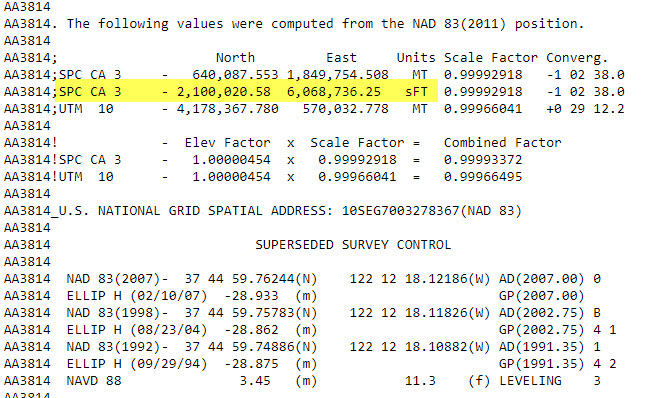 AA3814
AA3814. The following values were computed from the NAD 83(2011) position.
AA3814
AA3814; North East Units Scale Factor Converg.
AA3814;SPC CA 3 - 640,087.553 1,849,754.508 MT 0.99992918 -1 02 38.0
AA3814;SPC CA 3 - 2,100,020.58 6,068,736.25 sFT 0.99992918 -1 02 38.0
AA3814;UTM 10 - 4,178,367.780 570,032.778 MT 0.99966041 +0 29 12.2
AA3814
AA3814! - Elev Factor x Scale Factor = Combined Factor
AA3814!SPC CA 3 - 1.00000454 x 0.99992918 = 0.99993372
AA3814!UTM 10 - 1.00000454 x 0.99966041 = 0.99966495
AA3814
AA3814_U.S. NATIONAL GRID SPATIAL ADDRESS: 10SEG7003278367(NAD 83)
AA3814
AA3814 SUPERSEDED SURVEY CONTROL
AA3814
AA3814 NAD 83(2007)- 37 44 59.76244(N) 122 12 18.12186(W) AD(2007.00) 0
AA3814 ELLIP H (02/10/07) -28.933 (m) GP(2007.00)
AA3814 NAD 83(1998)- 37 44 59.75783(N) 122 12 18.11826(W) AD(2002.75) B
AA3814 ELLIP H (08/23/04) -28.862 (m) GP(2002.75) 4 1
AA3814 NAD 83(1992)- 37 44 59.74886(N) 122 12 18.10882(W) AD(1991.35) 1
AA3814 ELLIP H (09/29/94) -28.875 (m) GP(1991.35) 4 2
AA3814 NAVD 88 3.45 (m) 11.3 (f) LEVELING 3
AA3814